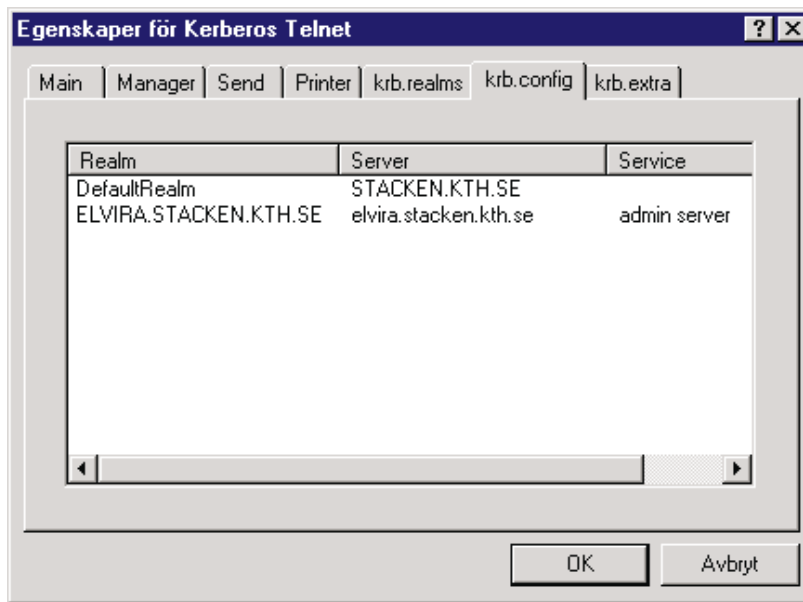 Egenskaper för Kerberos Telnet
Main Manager Send Printer krb.realms krb.config krb.extra
Realm Server Service
DefaultRealm STACKEN.KTH.SE
ELVIRA.STACKEN.KTH.SE elvira.stacken.kth.se admin server
OK Avbryt